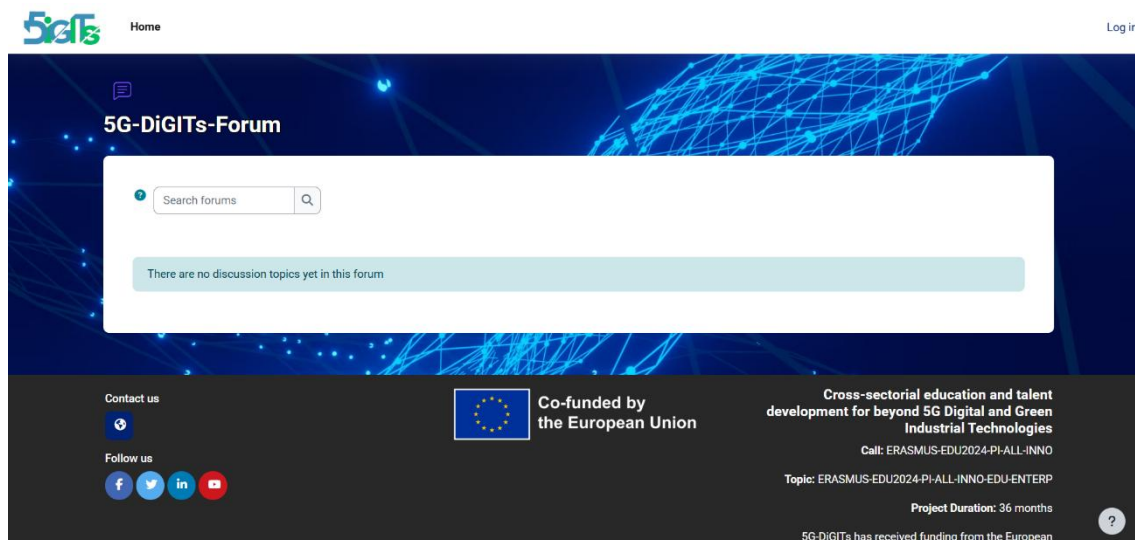 5iGITs
Home
Log in
5G-DiGITs-Forum
Search forums
There are no discussion topics yet in this forum
Contact us
Follow us
Co-funded by
the European Union
Cross-sectorial education and talent
development for beyond 5G Digital and Green
Industrial Technologies
Call: ERASMUS-EDU2024-PI-ALL-INNO
Topic: ERASMUS-EDU2024-PI-ALL-INNO-EDU-ENTERP
Project Duration: 36 months
5G-DiGITs has received funding from the European